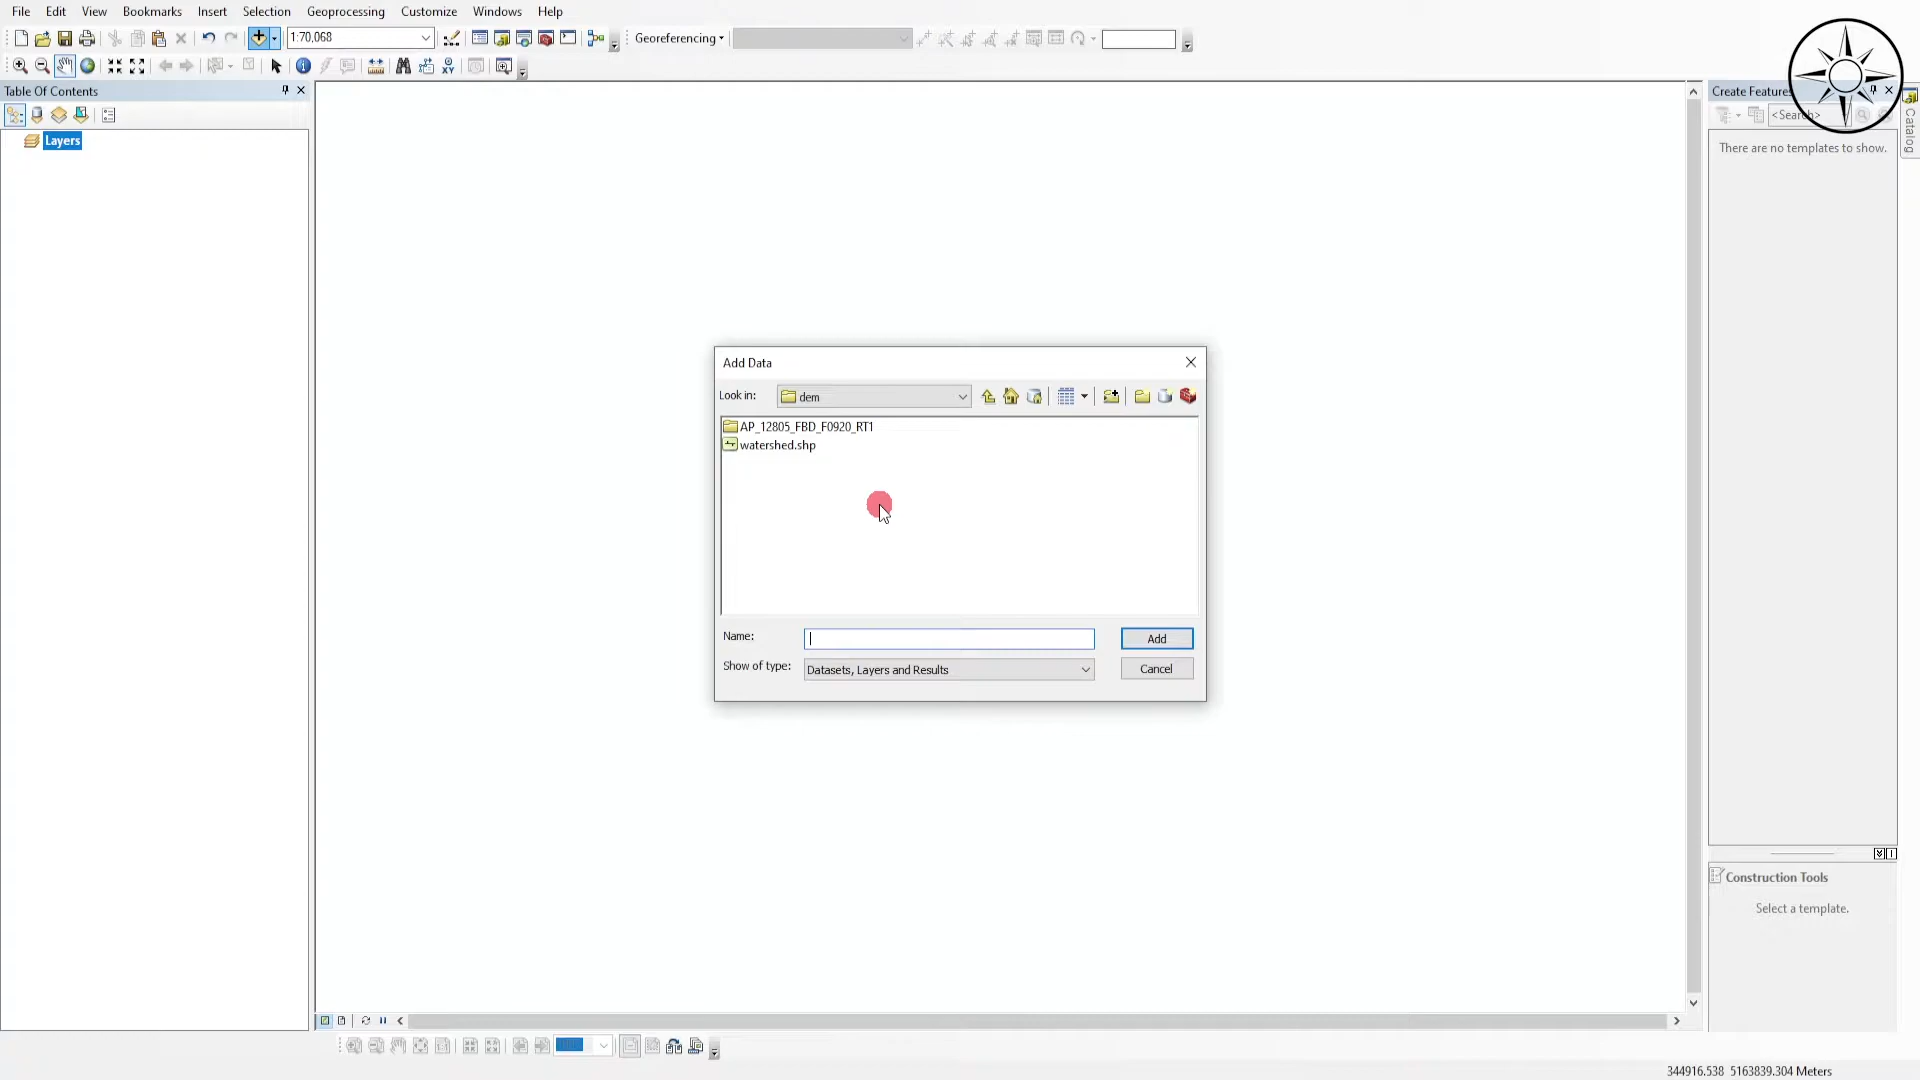 File Edit View Bookmarks Insert Selection Geoprocessing Customize Windows Help
1:70,068
Georeferencing
Table Of Contents
Layers
Create Features
<Search>
There are no templates to show.
Catalog
Add Data
Look in: dem
AP_12805_FBD_F0920_RT1
watershed.shp
Name:
Add
Show of type: Datasets, Layers and Results
Cancel
Construction Tools
Select a template.
344916.538 5163839.304 Meters